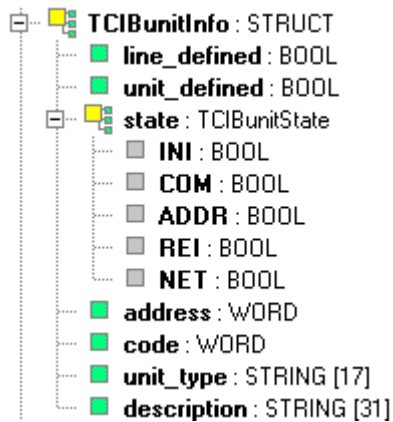 TCIBunitInfo : STRUCT
line_defined : BOOL
unit_defined : BOOL
state : TCIBunitState
INI : BOOL
COM : BOOL
ADDR : BOOL
REI : BOOL
NET : BOOL
address : WORD
code : WORD
unit_type : STRING [17]
description : STRING [31]